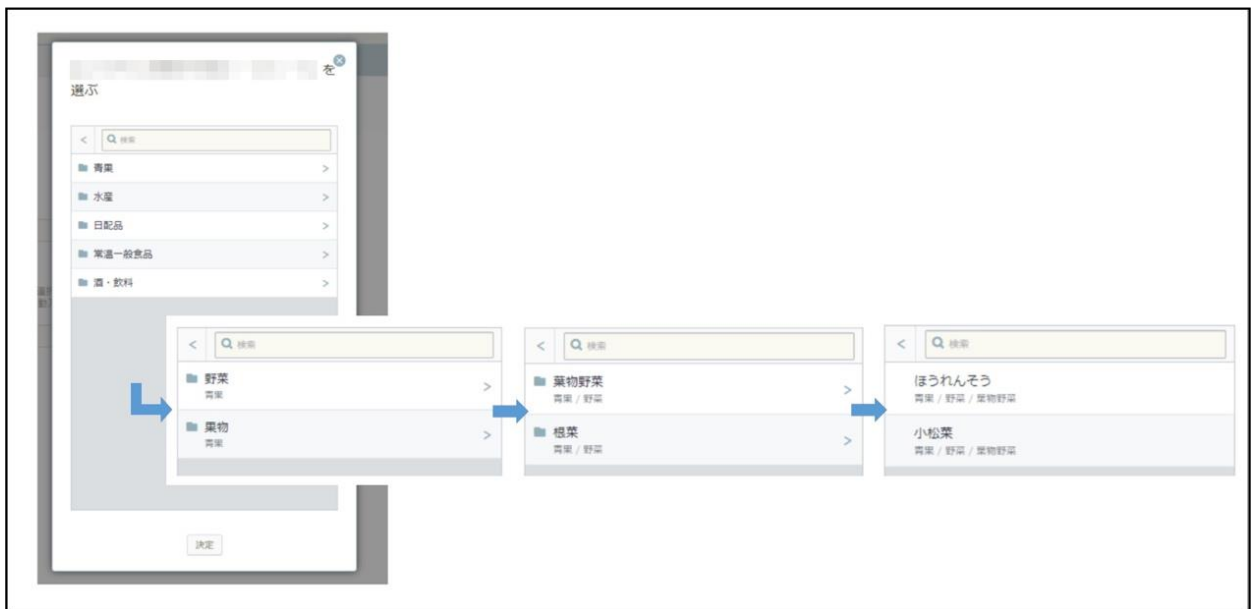 を
選ぶ
< 検索
青果 >
水産 >
日配品 >
常温一般食品 >
酒・飲料 >
< 検索
野菜 >
青果
果物 >
青果
< 検索
葉物野菜 >
青果 / 野菜
根菜 >
青果 / 野菜
< 検索
ほうれんそう
青果 / 野菜 / 葉物野菜
小松菜
青果 / 野菜 / 葉物野菜
決定